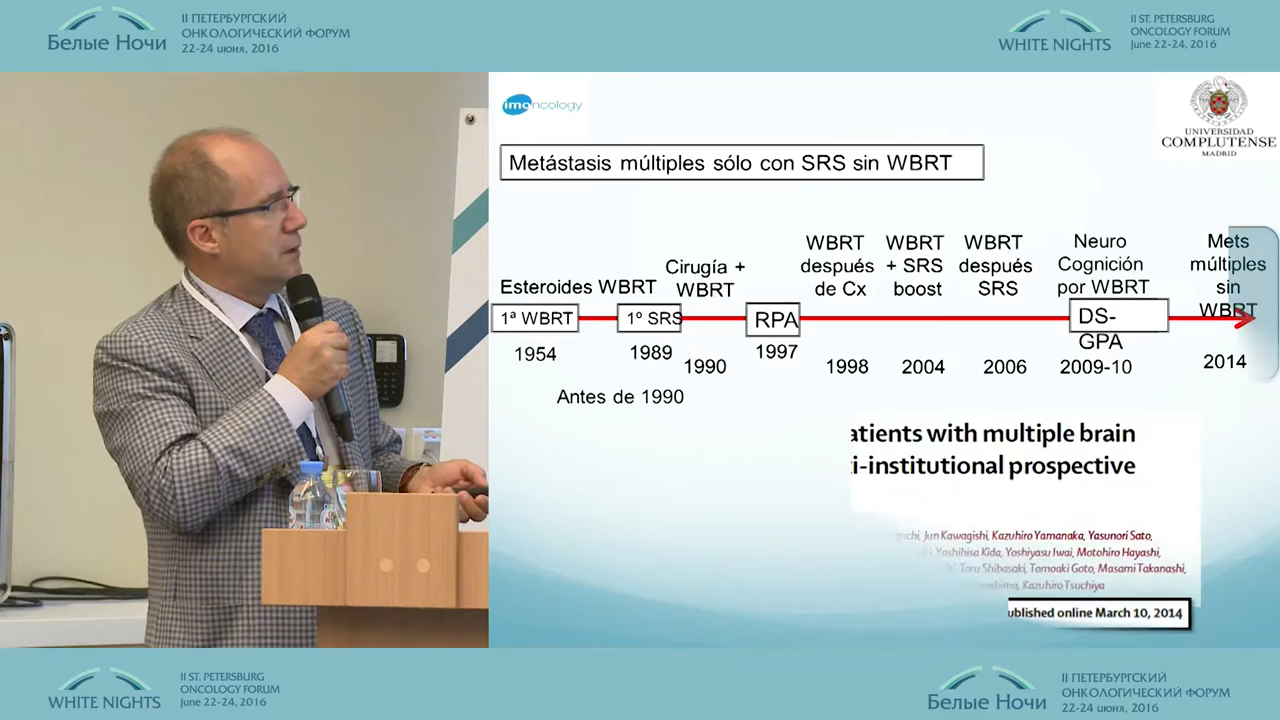 Белые Ночи
II ПЕТЕРБУРГСКИЙ
ОНКОЛОГИЧЕСКИЙ ФОРУМ
22-24 июня, 2016
WHITE NIGHTS
II ST. PETERSBURG
ONCOLOGY FORUM
June 22-24, 2016
imoncology
UNIVERSIDAD
COMPLUTENSE
MADRID
Metástasis múltiples sólo con SRS sin WBRT
Esteroides WBRT
Cirugía +
WBRT
WBRT
después
de Cx
WBRT
+ SRS
boost
WBRT
después
SRS
Neuro
Cognición
por WBRT
Mets
múltiples
sin
WBRT
1ª WBRT
1º SRS
RPA
DS-
GPA
1954
1989
1990
1997
1998
2004
2006
2009-10
2014
Antes de 1990
atients with multiple brain
i-institutional prospective
uchi, Jun Kawagishi, Kazuhiro Yamanaka, Yasunori Sato,
Yoshihisa Kida, Yoshiyasu Iwai, Motohiro Hayashi,
Toru Shibasaki, Tomoaki Goto, Masami Takanashi,
Kazuhiro Tsuchiya
ublished online March 10, 2014
WHITE NIGHTS
II ST. PETERSBURG
ONCOLOGY FORUM
June 22-24, 2016
Белые Ночи
II ПЕТЕРБУРГСКИЙ
ОНКОЛОГИЧЕСКИЙ ФОРУМ
22-24 июня, 2016